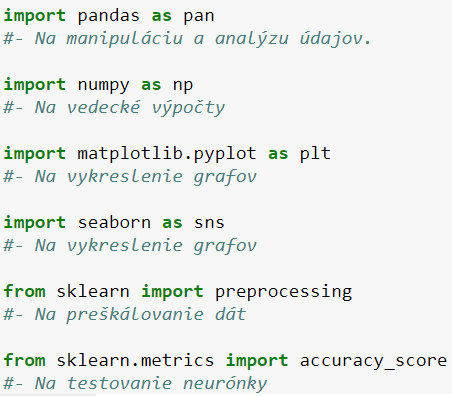 import pandas as pan
#- Na manipuláciu a analýzu údajov.
import numpy as np
#- Na vedecké výpočty
import matplotlib.pyplot as plt
#- Na vykreslenie grafov
import seaborn as sns
#- Na vykreslenie grafov
from sklearn import preprocessing
#- Na preškálovanie dát
from sklearn.metrics import accuracy_score
#- Na testovanie neurónky